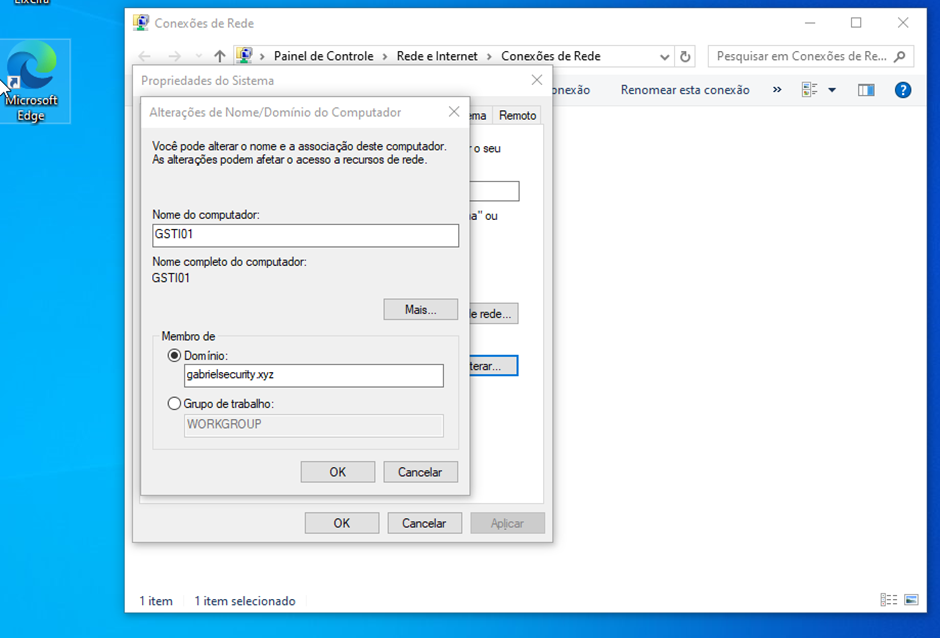 Lixeira
Microsoft
Edge
Conexões de Rede
Painel de Controle
Rede e Internet
Conexões de Rede
Pesquisar em Conexões de Re...
onexão
Renomear esta conexão
»
Propriedades do Sistema
ema
Remoto
r o seu
na" ou
de rede...
terar...
Alterações de Nome/Domínio do Computador
Você pode alterar o nome e a associação deste computador.
As alterações podem afetar o acesso a recursos de rede.
Nome do computador:
GSTI01
Nome completo do computador:
GSTI01
Mais...
Membro de
Domínio:
gabrielsecurity.xyz
Grupo de trabalho:
WORKGROUP
OK
Cancelar
OK
Cancelar
Aplicar
1 item
1 item selecionado